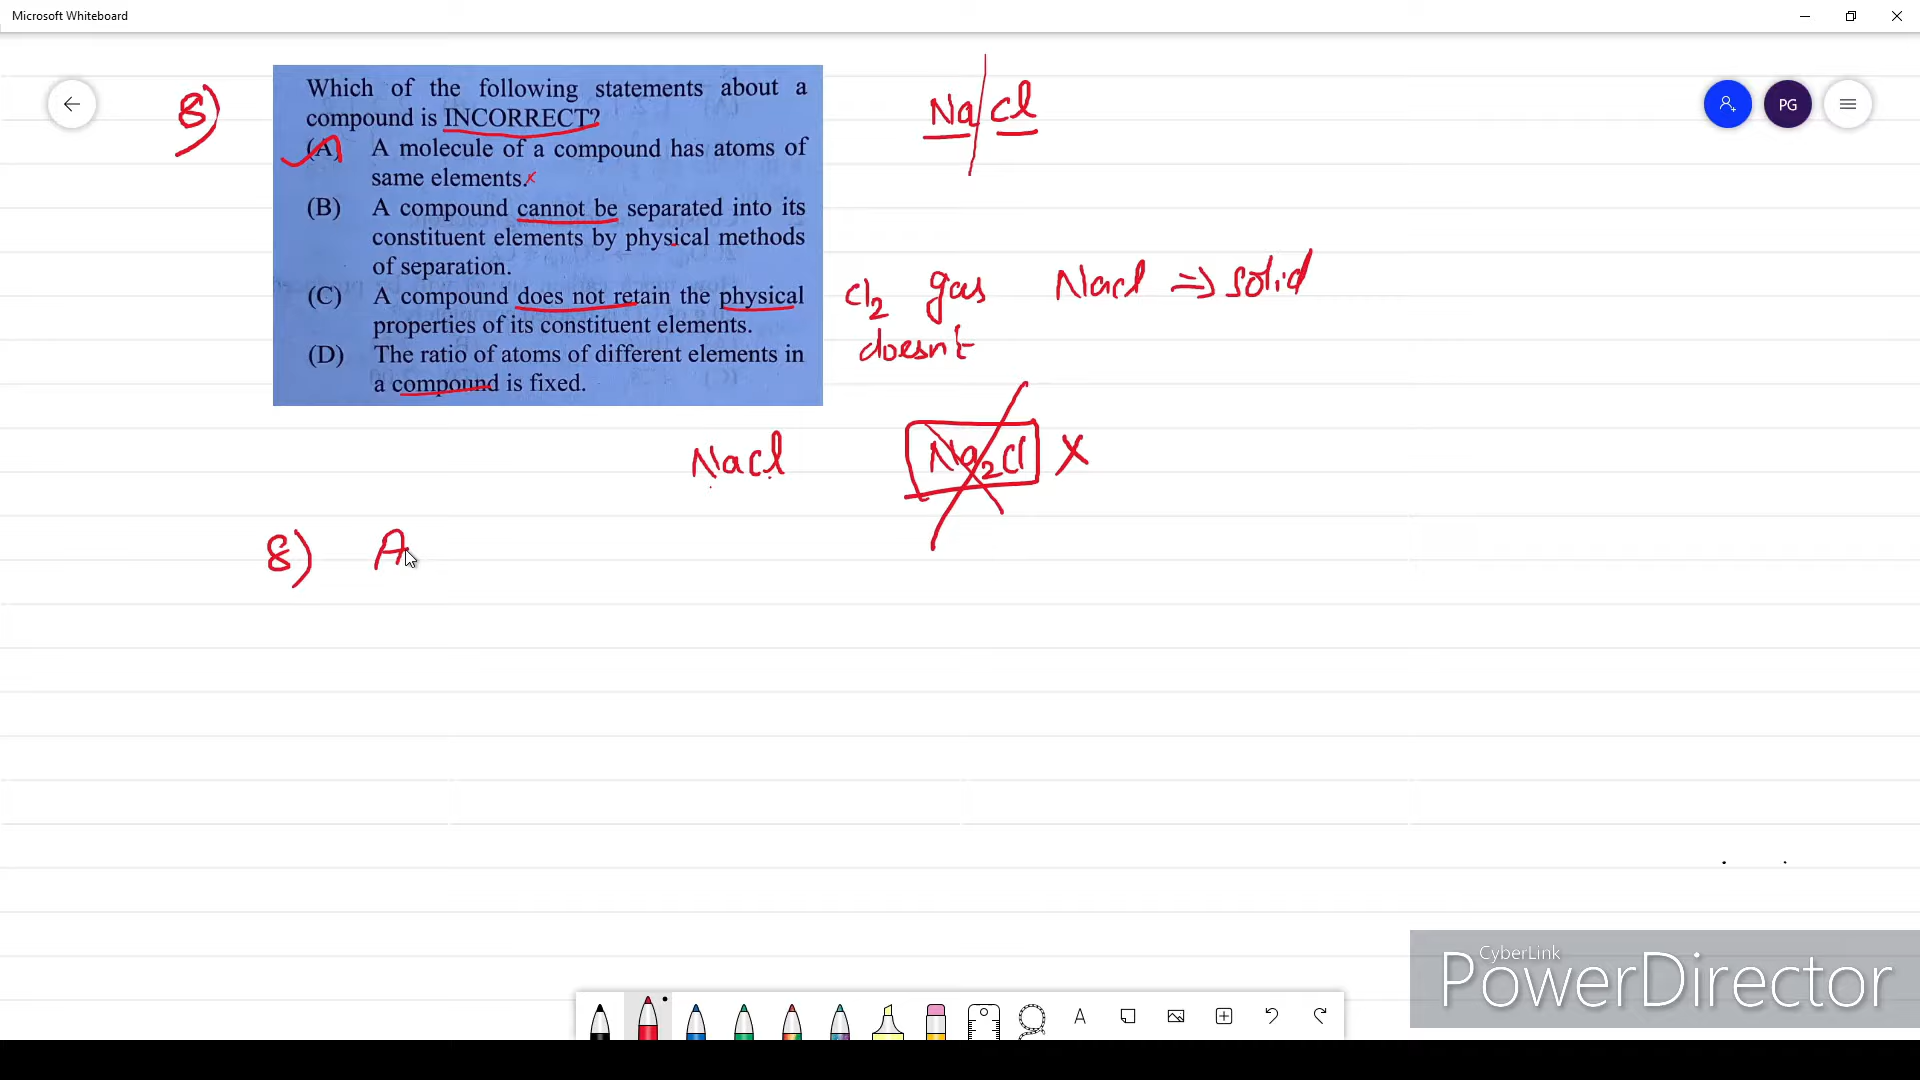 Microsoft Whiteboard
8)
Which of the following statements about a
compound is INCORRECT?
(A) A molecule of a compound has atoms of
same elements.x
(B) A compound cannot be separated into its
constituent elements by physical methods
of separation.
(C) A compound does not retain the physical
properties of its constituent elements.
(D) The ratio of atoms of different elements in
a compound is fixed.
Na/Cl
PG
Cl2 gas NaCl ⇒ solid
doesn't
NaCl Na2Cl X
8) A
CyberLink
PowerDirector
A